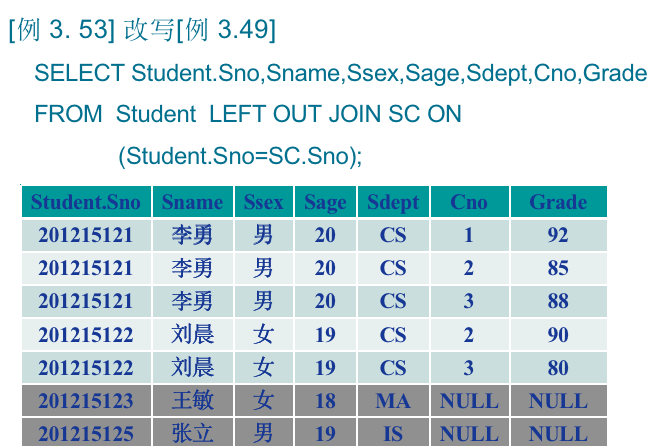 [例 3. 53] 改写[例 3.49]
SELECT Student.Sno,Sname,Ssex,Sage,Sdept,Cno,Grade
FROM Student LEFT OUT JOIN SC ON
(Student.Sno=SC.Sno);
Student.Sno Sname Ssex Sage Sdept Cno Grade
201215121 李勇 男 20 CS 1 92
201215121 李勇 男 20 CS 2 85
201215121 李勇 男 20 CS 3 88
201215122 刘晨 女 19 CS 2 90
201215122 刘晨 女 19 CS 3 80
201215123 王敏 女 18 MA NULL NULL
201215125 张立 男 19 IS NULL NULL